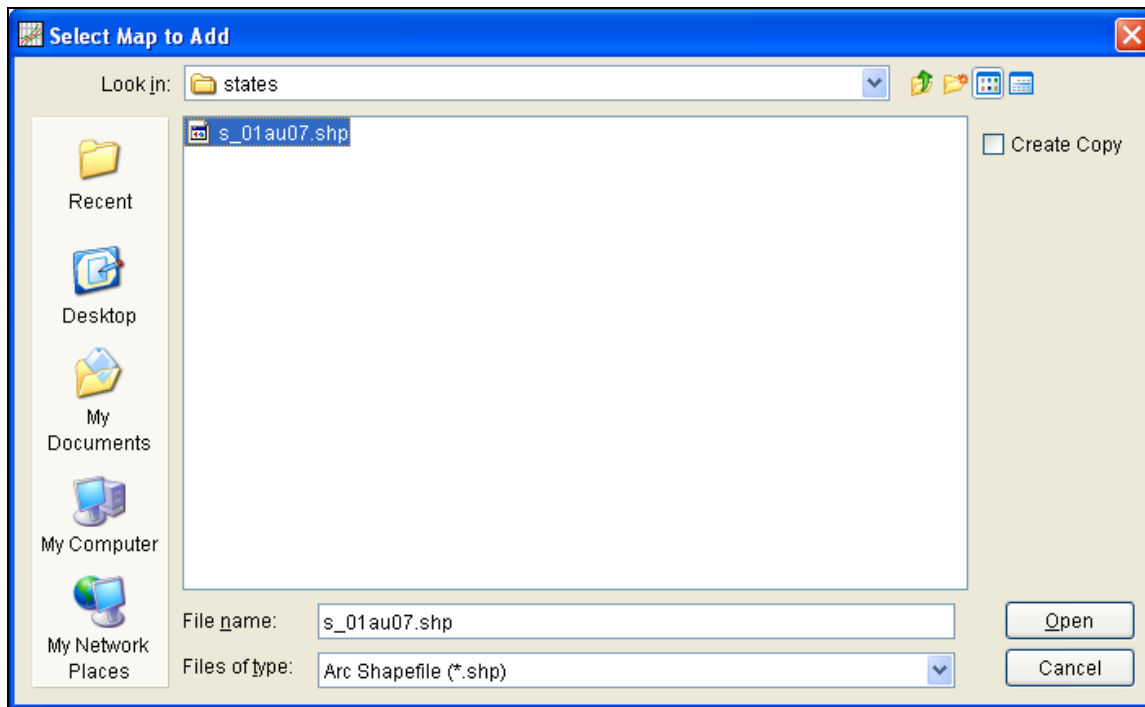 Select Map to Add
Look in:
states
s_01au07.shp
Create Copy
Recent
Desktop
My
Documents
My Computer
My Network
Places
File name:
s_01au07.shp
Open
Files of type:
Arc Shapefile (*.shp)
Cancel